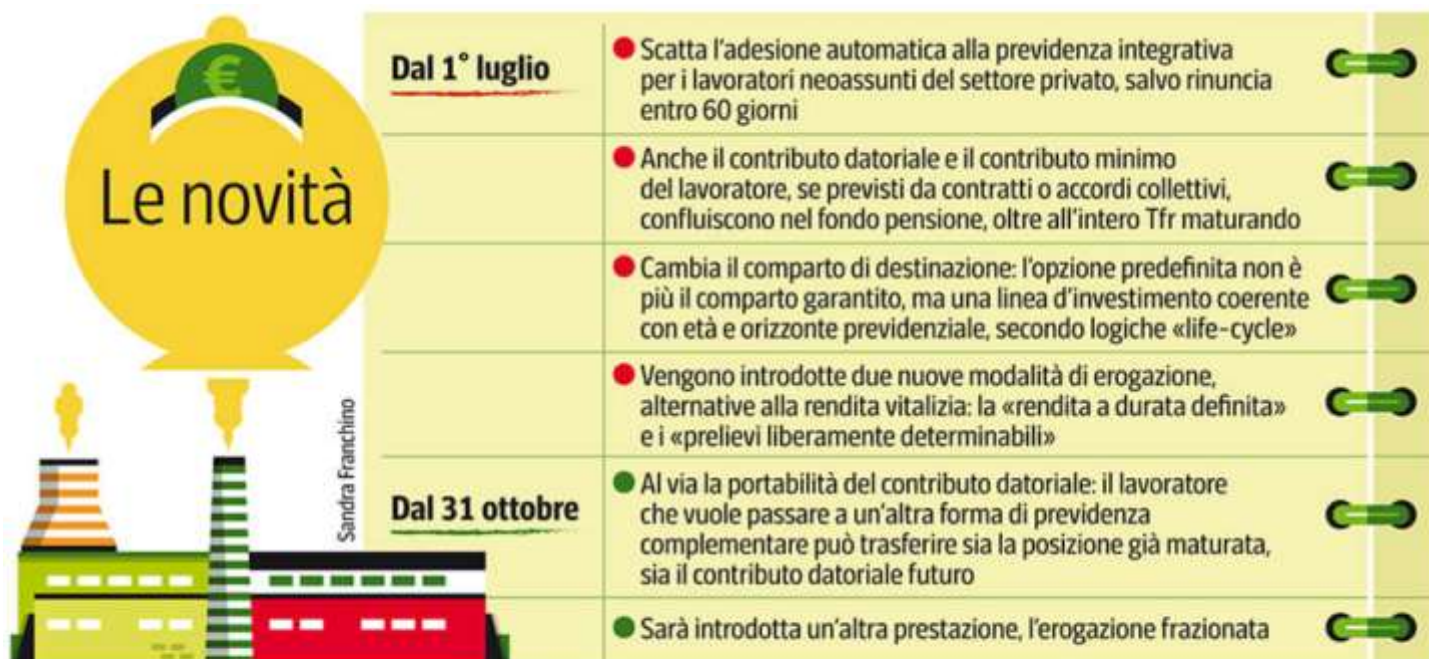 Le novità
Sandra Franchino
Dal 1° luglio
● Scatta l'adesione automatica alla previdenza integrativa
per i lavoratori neoassunti del settore privato, salvo rinuncia
entro 60 giorni
● Anche il contributo datoriale e il contributo minimo
del lavoratore, se previsti da contratti o accordi collettivi,
confluiscono nel fondo pensione, oltre all'intero Tfr maturando
● Cambia il comparto di destinazione: l'opzione predefinita non è
più il comparto garantito, ma una linea d'investimento coerente
con età e orizzonte previdenziale, secondo logiche «life-cycle»
● Vengono introdotte due nuove modalità di erogazione,
alternative alla rendita vitalizia: la «rendita a durata definita»
e i «prelievi liberamente determinabili»
Dal 31 ottobre
● Al via la portabilità del contributo datoriale: il lavoratore
che vuole passare a un'altra forma di previdenza
complementare può trasferire sia la posizione già maturata,
sia il contributo datoriale futuro
● Sarà introdotta un'altra prestazione, l'erogazione frazionata
€